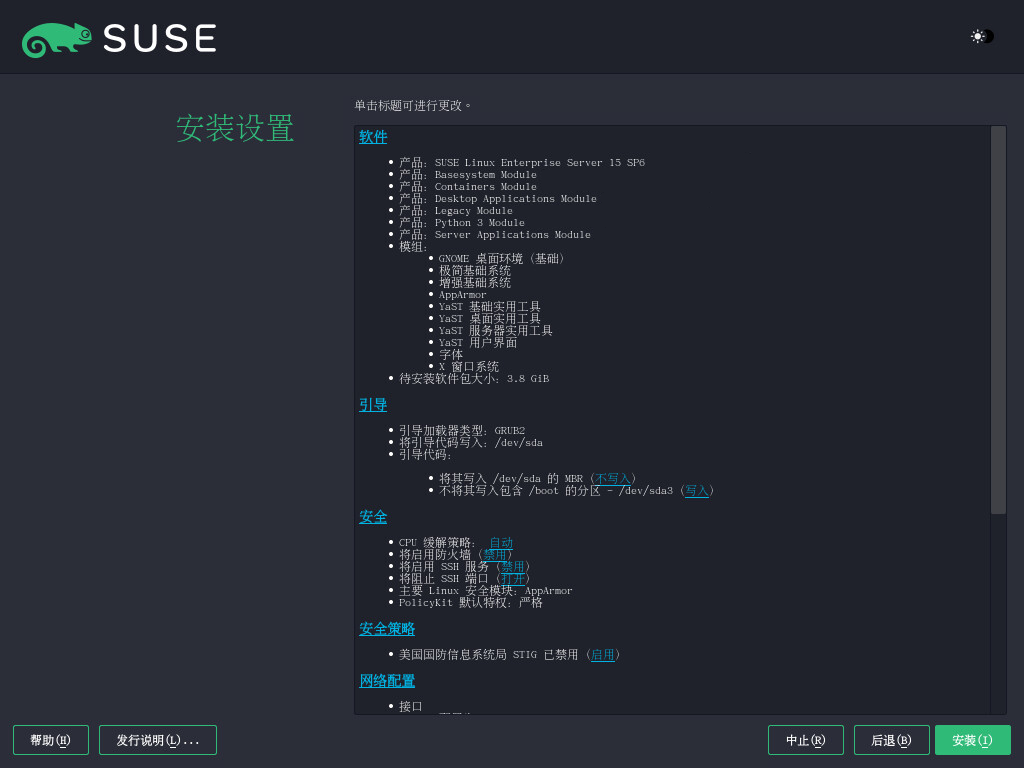 SUSE
单击标题可进行更改。
安装设置
软件
产品: SUSE Linux Enterprise Server 15 SP6
产品: Basesystem Module
产品: Containers Module
产品: Desktop Applications Module
产品: Legacy Module
产品: Python 3 Module
产品: Server Applications Module
模组:
GNOME 桌面环境（基础）
极简基础系统
增强基础系统
AppArmor
YaST 基础实用工具
YaST 桌面实用工具
YaST 服务器实用工具
YaST 用户界面
字体
X 窗口系统
待安装软件包大小: 3.8 GiB
引导
引导加载器类型: GRUB2
将引导代码写入: /dev/sda
引导代码:
将其写入 /dev/sda 的 MBR（不写入）
不将其写入包含 /boot 的分区 - /dev/sda3（写入）
安全
CPU 缓解策略: 自动
将启用防火墙（禁用）
将启用 SSH 服务（禁用）
将阻止 SSH 端口（打开）
主要 Linux 安全模块: AppArmor
PolicyKit 默认特权: 严格
安全策略
美国国防信息系统局 STIG 已禁用（启用）
网络配置
接口
帮助(H) 发行说明(L)... 中止(R) 后退(B) 安装(I)